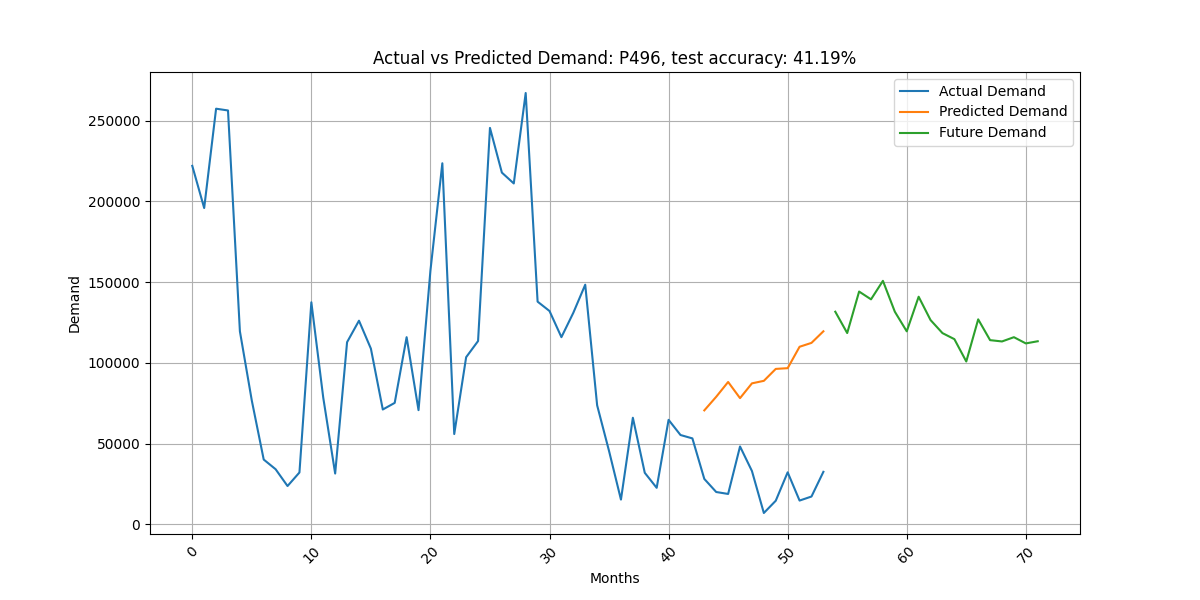 Actual vs Predicted Demand: P496, test accuracy: 41.19%
Actual Demand
Predicted Demand
Future Demand
250000
200000
150000
100000
50000
0
Demand
0
10
20
30
40
50
60
70
Months